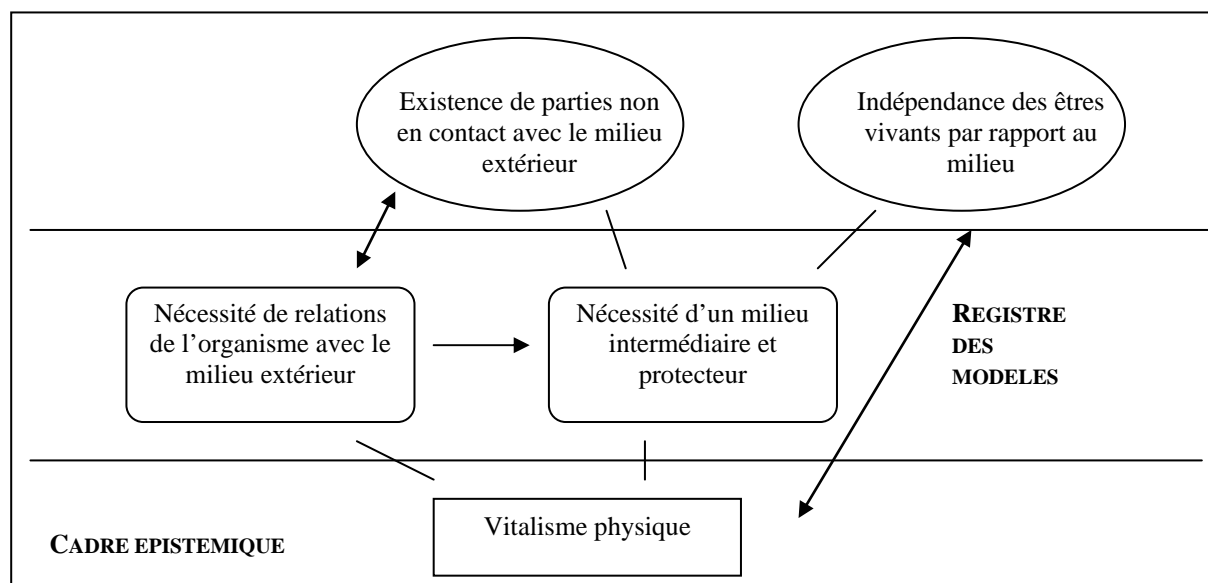 Existence de parties non
en contact avec le milieu
extérieur
Indépendance des êtres
vivants par rapport au
milieu
Nécessité de relations
de l’organisme avec le
milieu extérieur
Nécessité d’un milieu
intermédiaire et
protecteur
REGISTRE
DES
MODELES
Vitalisme physique
CADRE EPISTEMIQUE